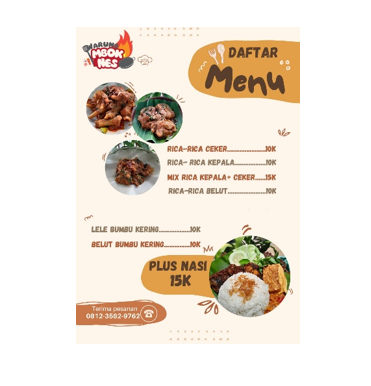 WARUNG
MBOK
NES
DAFTAR
Menu
RICA-RICA CEKER..................10K
RICA- RICA KEPALA..................10K
MIX RICA KEPALA+ CEKER......15K
RICA-RICA BELUT......................10K
LELE BUMBU KERING..................10K
BELUT BUMBU KERING...............10K
PLUS NASI
15K
Terima pesanan
0812-3562-9762